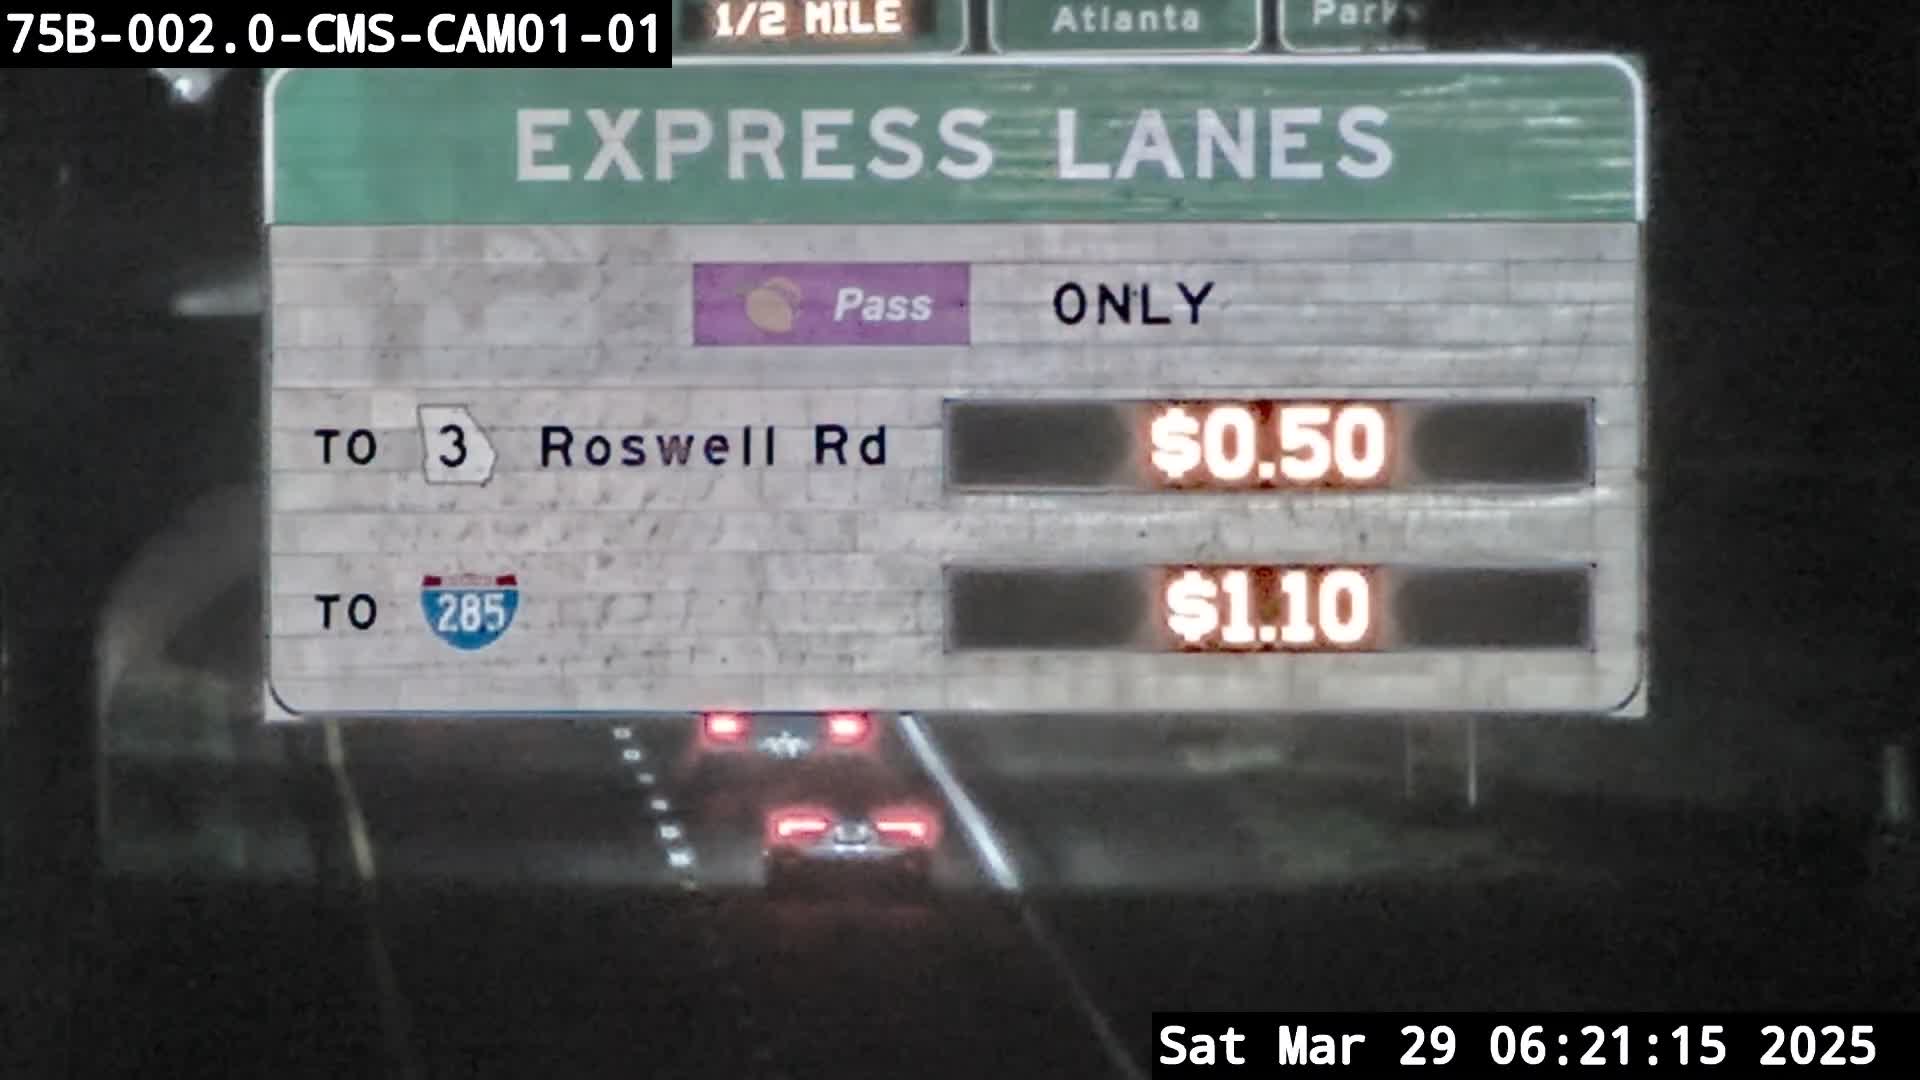 75B-002.0-CMS-CAM01-01
1/2 MILE
Atlanta
EXPRESS LANES
Pass ONLY
TO 3 Roswell Rd $0.50
TO 285 $1.10
Sat Mar 29 06:21:15 2025